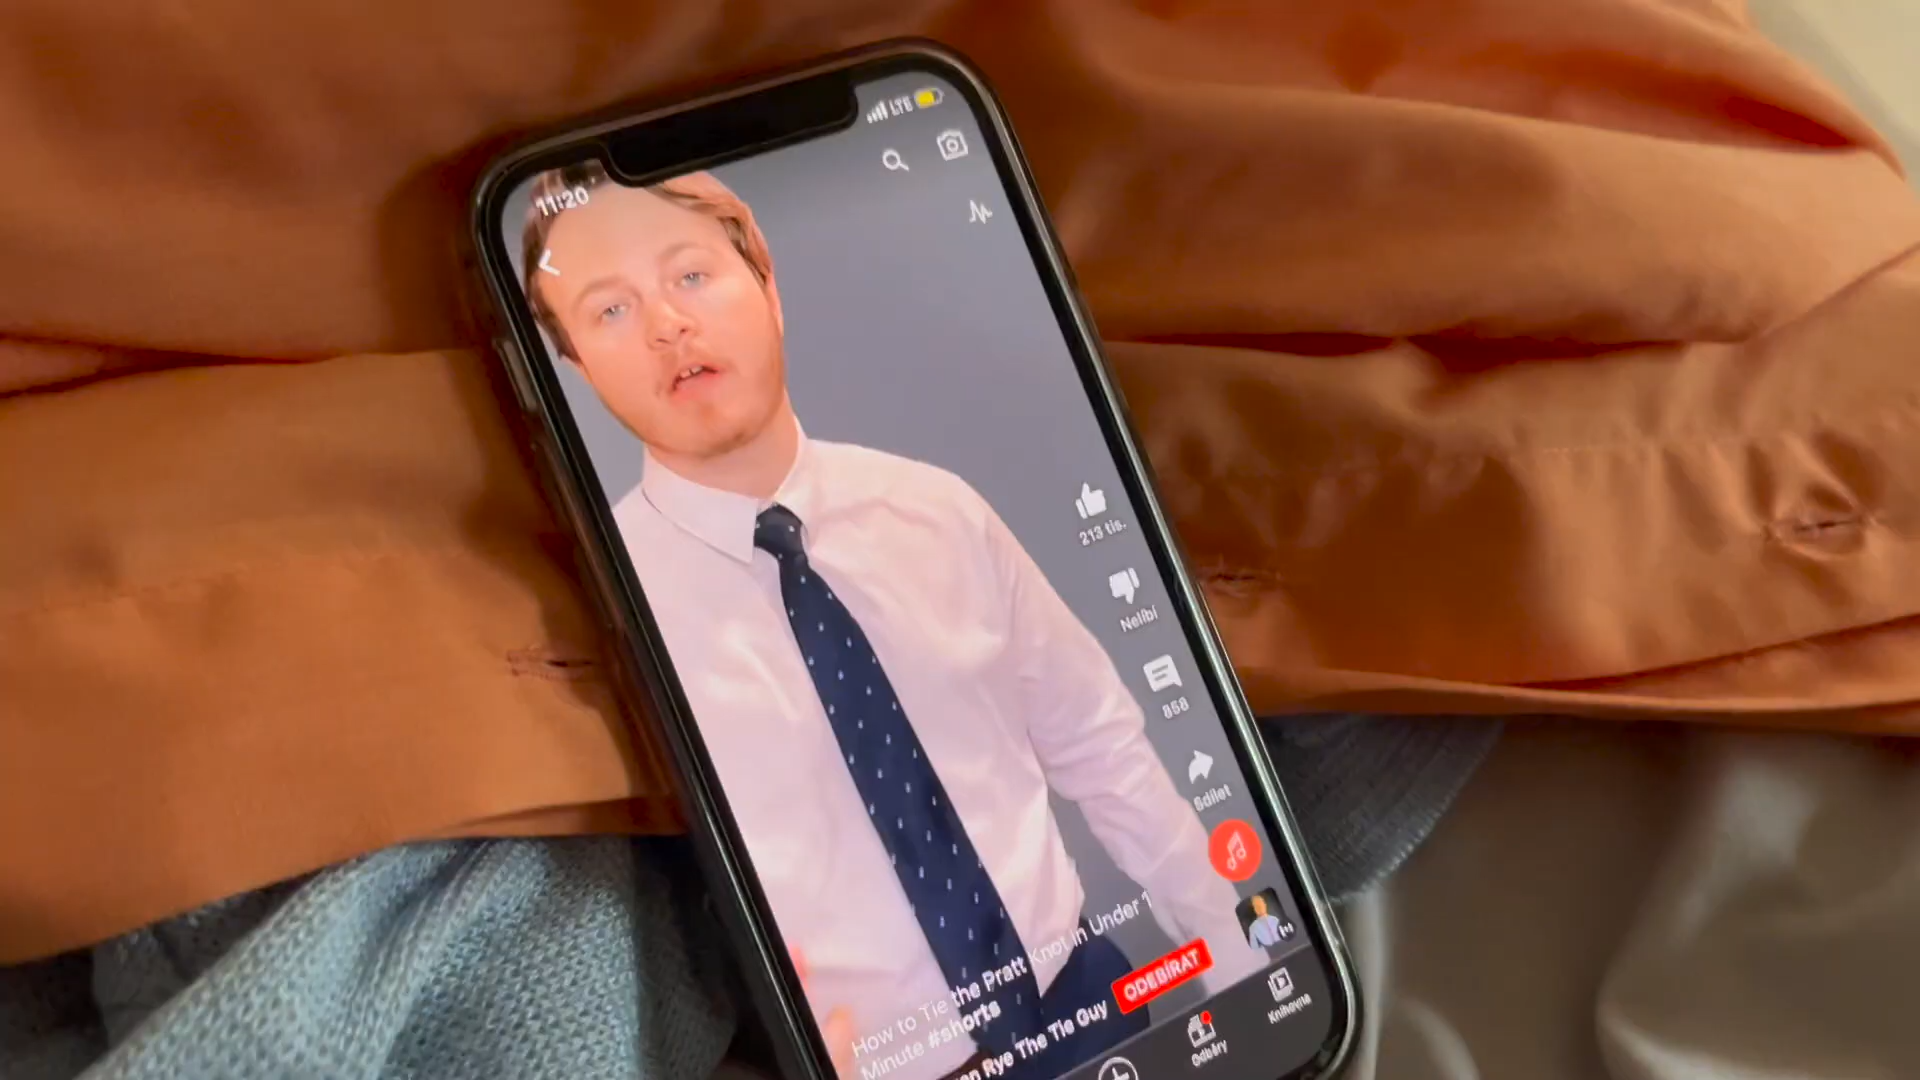 11:20
LTE
213 tis.
Nelíbí
858
Sdílet
How to Tie the Pratt Knot in Under 1
Minute #shorts
Rye The Tie Guy
ODEBÍRAT
Odběry
Knihovna